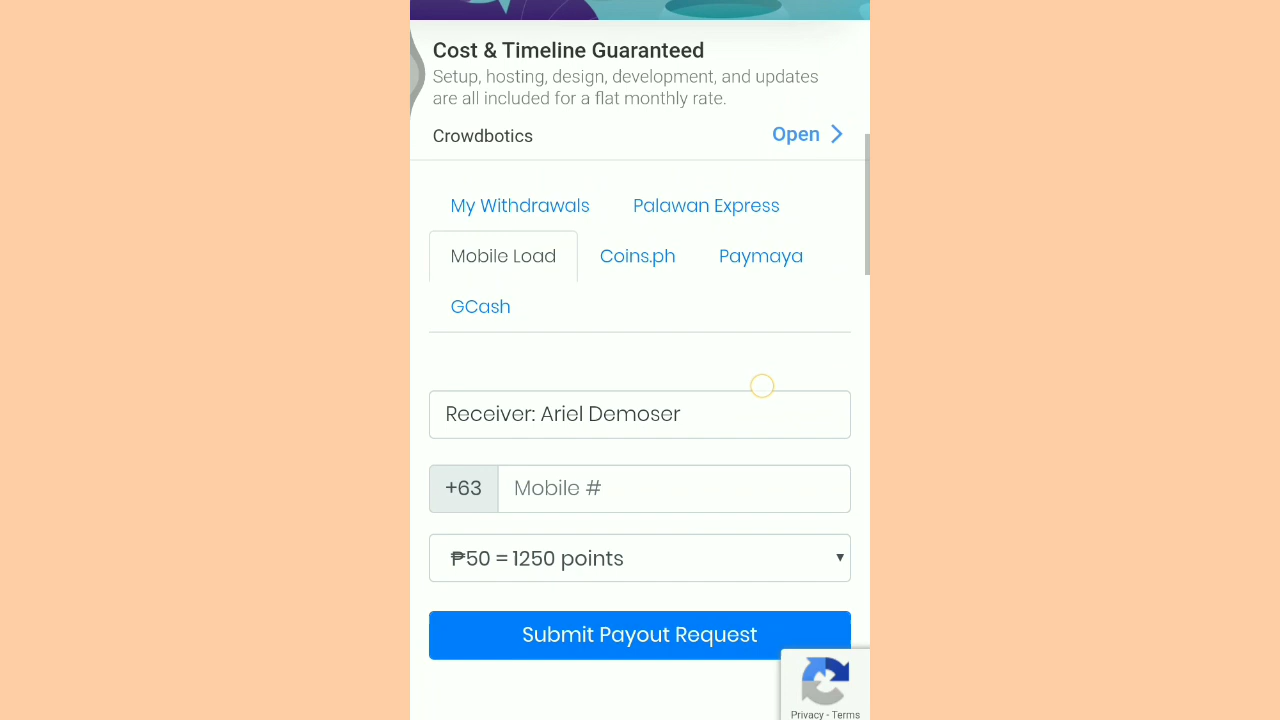 Cost & Timeline Guaranteed
Setup, hosting, design, development, and updates
are all included for a flat monthly rate.
Crowdbotics
Open
My Withdrawals
Palawan Express
Mobile Load
Coins.ph
Paymaya
GCash
Receiver: Ariel Demoser
+63
Mobile #
₱50 = 1250 points
Submit Payout Request
Privacy - Terms